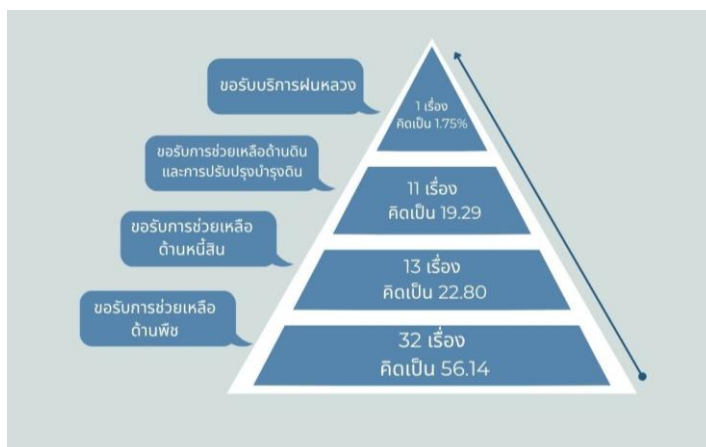 ขอรับบริการฝนหลวง
1 เรื่อง
คิดเป็น 1.75%
ขอรับการช่วยเหลือด้านดิน
และการปรับปรุงบำรุงดิน
11 เรื่อง
คิดเป็น 19.29
ขอรับการช่วยเหลือ
ด้านหนี้สิน
13 เรื่อง
คิดเป็น 22.80
ขอรับการช่วยเหลือ
ด้านพืช
32 เรื่อง
คิดเป็น 56.14